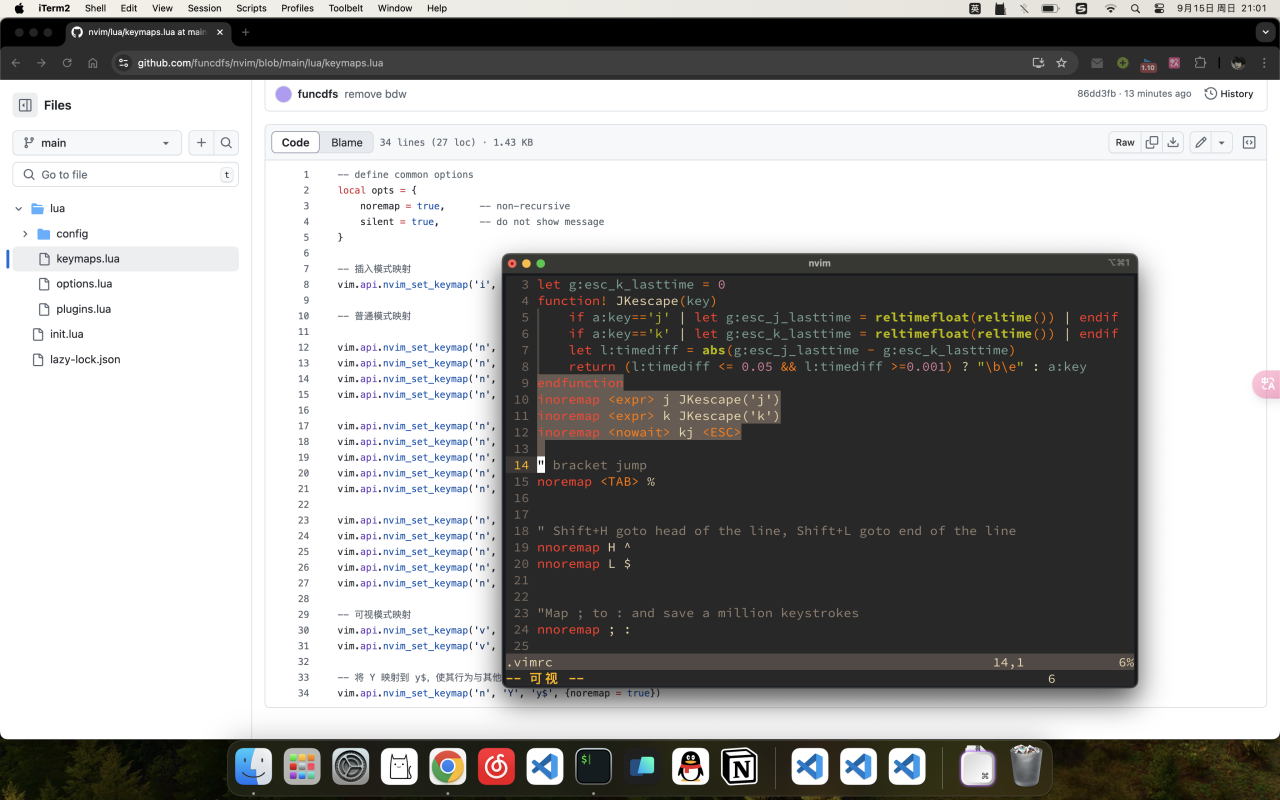 iTerm2 Shell Edit View Session Scripts Profiles Toolbelt Window Help
英
9月15日 周日 21:01
nvim/lua/keymaps.lua at main
github.com/funcdfs/nvim/blob/main/lua/keymaps.lua
1.10
Files
main
Go to file
t
lua
config
keymaps.lua
options.lua
plugins.lua
init.lua
lazy-lock.json
funcdfs remove bdw
86dd3fb · 13 minutes ago
History
Code Blame 34 lines (27 loc) · 1.43 KB
Raw
1 -- define common options
2 local opts = {
3 noremap = true, -- non-recursive
4 silent = true, -- do not show message
5 }
6
7 -- 插入模式映射
8 vim.api.nvim_set_keymap('i',
9
10 -- 普通模式映射
11
12 vim.api.nvim_set_keymap('n',
13 vim.api.nvim_set_keymap('n',
14 vim.api.nvim_set_keymap('n',
15 vim.api.nvim_set_keymap('n',
16
17 vim.api.nvim_set_keymap('n',
18 vim.api.nvim_set_keymap('n',
19 vim.api.nvim_set_keymap('n',
20 vim.api.nvim_set_keymap('n',
21 vim.api.nvim_set_keymap('n',
22
23 vim.api.nvim_set_keymap('n',
24 vim.api.nvim_set_keymap('n',
25 vim.api.nvim_set_keymap('n',
26 vim.api.nvim_set_keymap('n',
27 vim.api.nvim_set_keymap('n',
28
29 -- 可视模式映射
30 vim.api.nvim_set_keymap('v',
31 vim.api.nvim_set_keymap('v',
32
33 -- 将 Y 映射到 y$，使其行为与其他
34 vim.api.nvim_set_keymap('n', 'Y', 'y$', {noremap = true})
nvim
⌥⌘1
3 let g:esc_k_lasttime = 0
4 function! JKescape(key)
5 if a:key=='j' | let g:esc_j_lasttime = reltimefloat(reltime()) | endif
6 if a:key=='k' | let g:esc_k_lasttime = reltimefloat(reltime()) | endif
7 let l:timediff = abs(g:esc_j_lasttime - g:esc_k_lasttime)
8 return (l:timediff <= 0.05 && l:timediff >=0.001) ? "\b\e" : a:key
9 endfunction
10 inoremap <expr> j JKescape('j')
11 inoremap <expr> k JKescape('k')
12 inoremap <nowait> kj <ESC>
13
14 " bracket jump
15 noremap <TAB> %
16
17
18 " Shift+H goto head of the line, Shift+L goto end of the line
19 nnoremap H ^
20 nnoremap L $
21
22
23 "Map ; to : and save a million keystrokes
24 nnoremap ; :
25
.vimrc 14,1 6%
-- 可视 -- 6